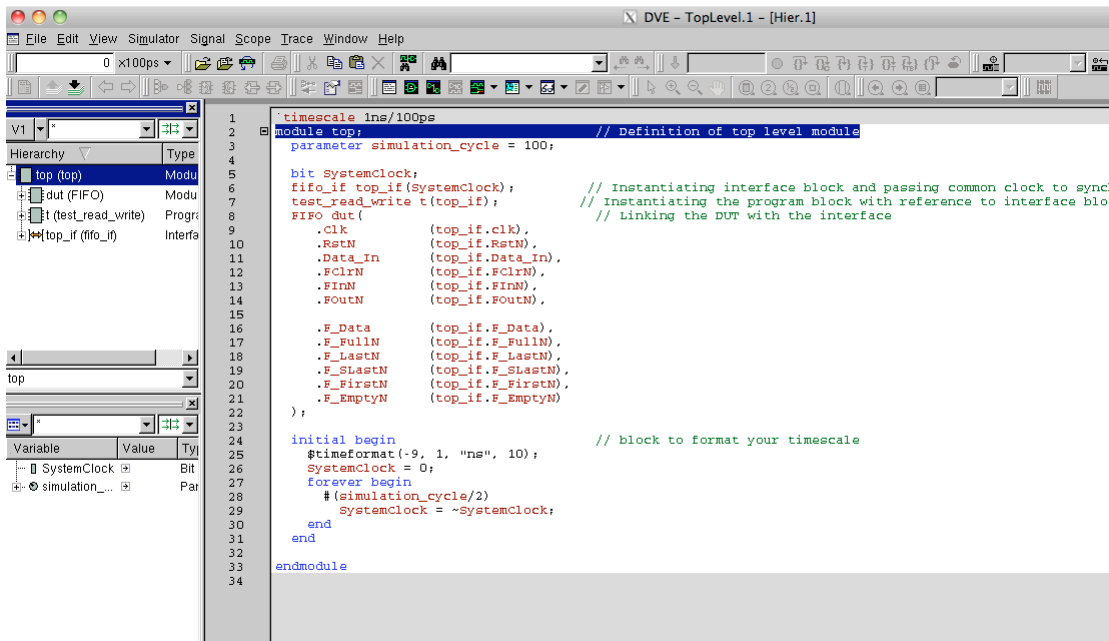 DVE - TopLevel.1 - [Hier.1]
File Edit View Simulator Signal Scope Trace Window Help
0 x100ps
V1 *
Hierarchy Type
top (top) Modu
dut (FIFO) Modu
t (test_read_write) Progra
top_if (fifo_if) Interfa
top
*
Variable Value Ty
SystemClock Bit
simulation_... Par
1 `timescale 1ns/100ps
2 module top; // Definition of top level module
3 parameter simulation_cycle = 100;
4
5 bit SystemClock;
6 fifo_if top_if(SystemClock); // Instantiating interface block and passing common clock to sync
7 test_read_write t(top_if); // Instantiating the program block with reference to interface blo
8 FIFO dut( // Linking the DUT with the interface
9 .Clk (top_if.clk),
10 .RstN (top_if.RstN),
11 .Data_In (top_if.Data_In),
12 .FClrN (top_if.FClrN),
13 .FInN (top_if.FInN),
14 .FOutN (top_if.FOutN),
15
16 .F_Data (top_if.F_Data),
17 .F_FullN (top_if.F_FullN),
18 .F_LastN (top_if.F_LastN),
19 .F_SLastN (top_if.F_SLastN),
20 .F_FirstN (top_if.F_FirstN),
21 .F_EmptyN (top_if.F_EmptyN)
22 );
23
24 initial begin // block to format your timescale
25 $timeformat(-9, 1, "ns", 10);
26 SystemClock = 0;
27 forever begin
28 #(simulation_cycle/2)
29 SystemClock = ~SystemClock;
30 end
31 end
32
33 endmodule
34